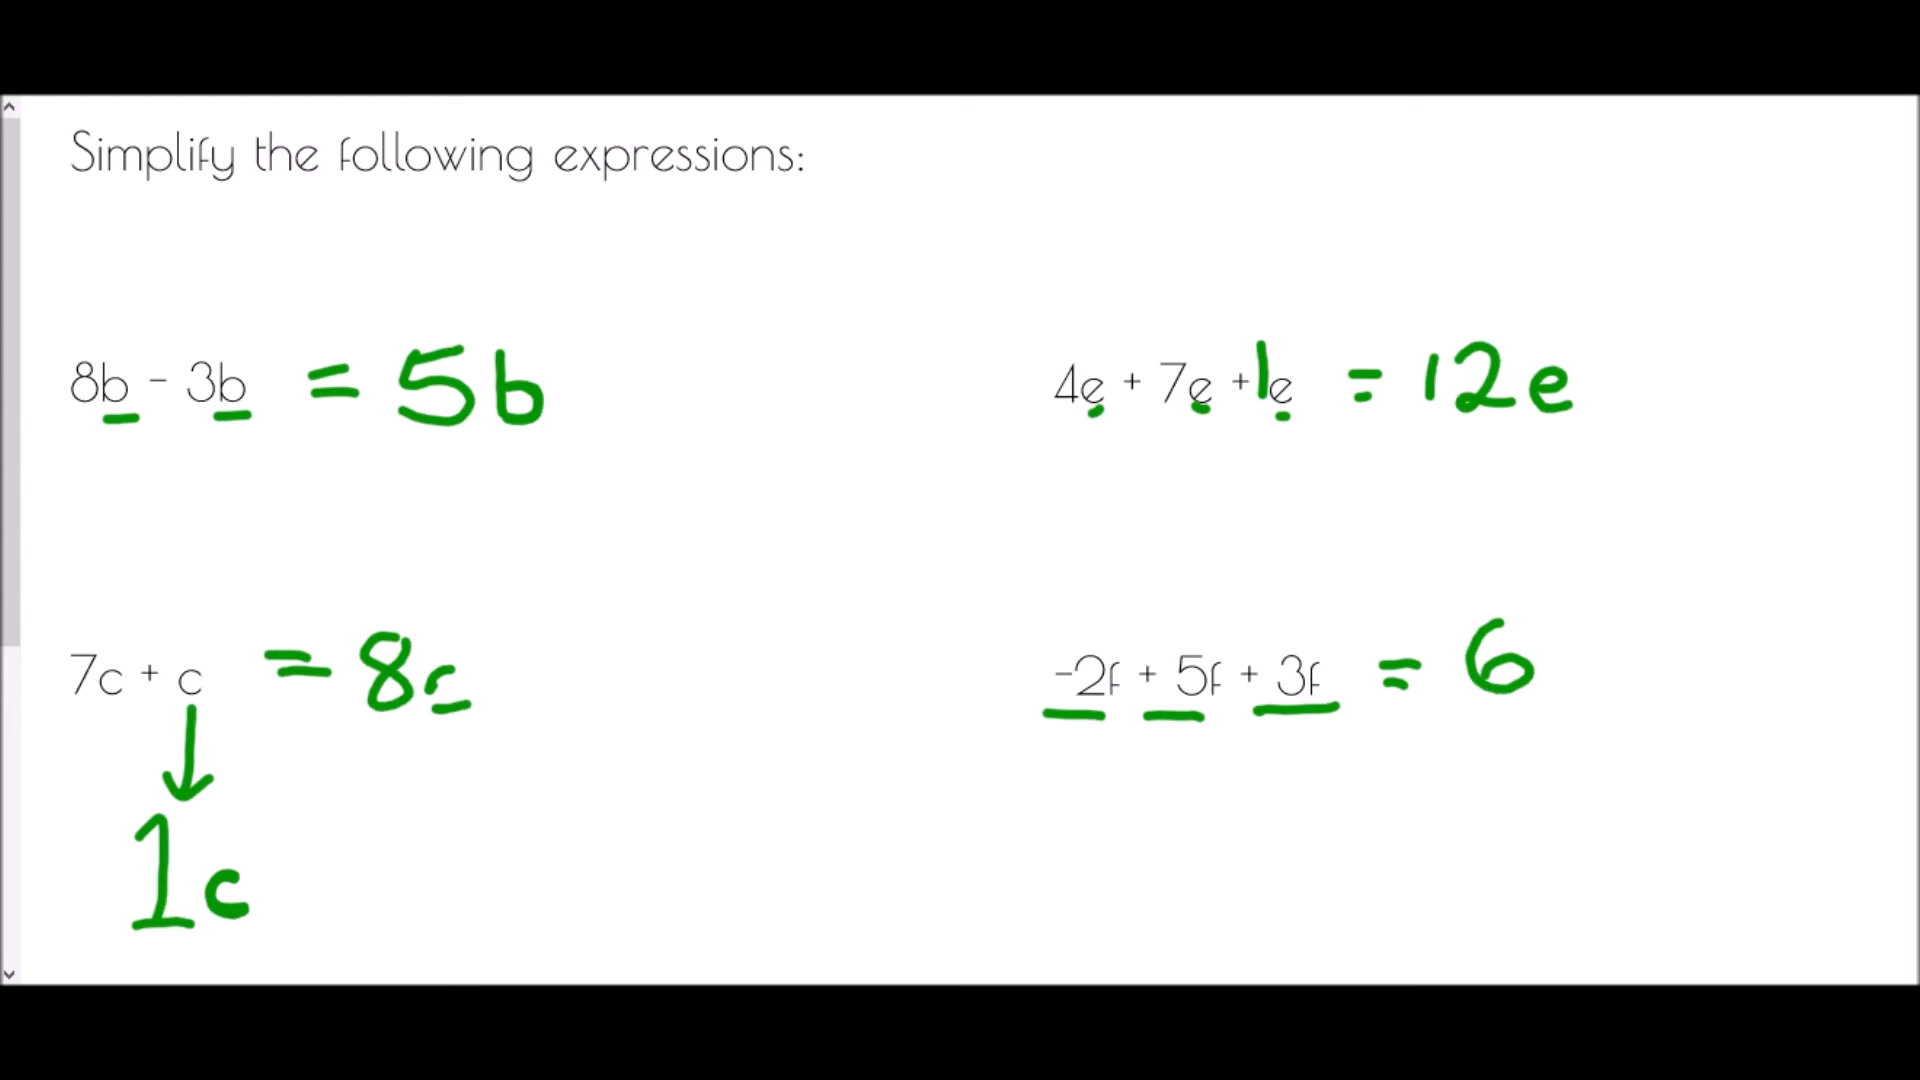 Simplify the following expressions:
8b - 3b = 5b
4e + 7e + 1e = 12e
7c + c = 8c
-2f + 5f + 3f = 6
1c